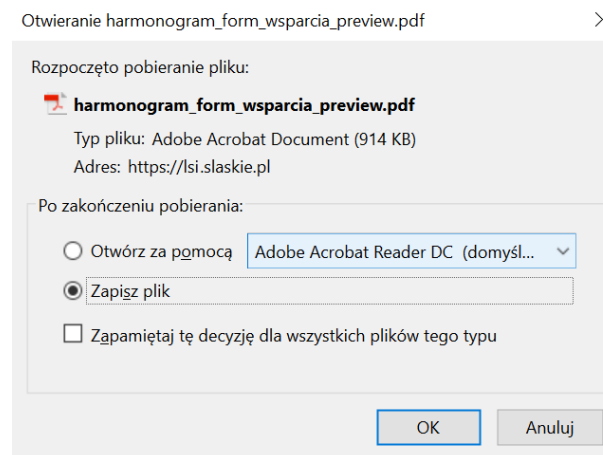 Otwieranie harmonogram_form_wsparcia_preview.pdf
Rozpoczęto pobieranie pliku:
harmonogram_form_wsparcia_preview.pdf
Typ pliku: Adobe Acrobat Document (914 KB)
Adres: https://lsi.slaskie.pl
Po zakończeniu pobierania:
Otwórz za pomocą Adobe Acrobat Reader DC (domyśl...
Zapisz plik
Zapamiętaj tę decyzję dla wszystkich plików tego typu
OK Anuluj